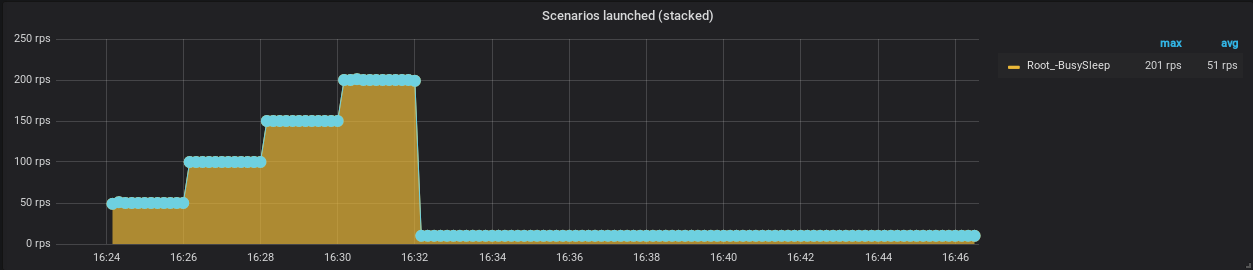 Scenarios launched (stacked)
250 rps
200 rps
150 rps
100 rps
50 rps
0 rps
16:24 16:26 16:28 16:30 16:32 16:34 16:36 16:38 16:40 16:42 16:44 16:46
max avg
Root_-BusySleep 201 rps 51 rps